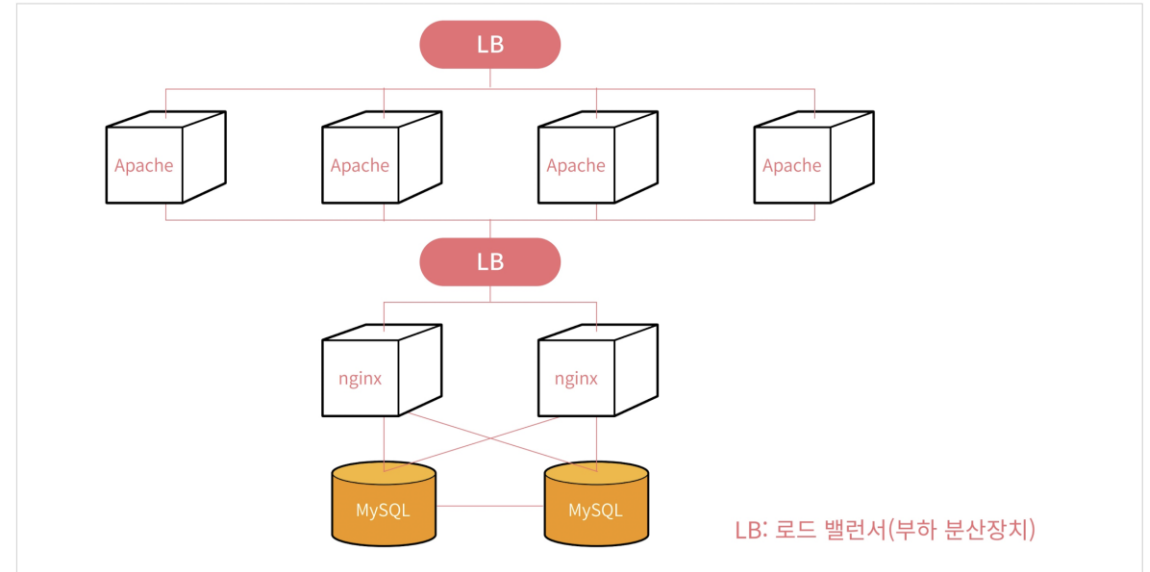 LB
Apache
Apache
Apache
Apache
LB
nginx
nginx
MySQL
MySQL
LB: 로드 밸런서(부하 분산장치)